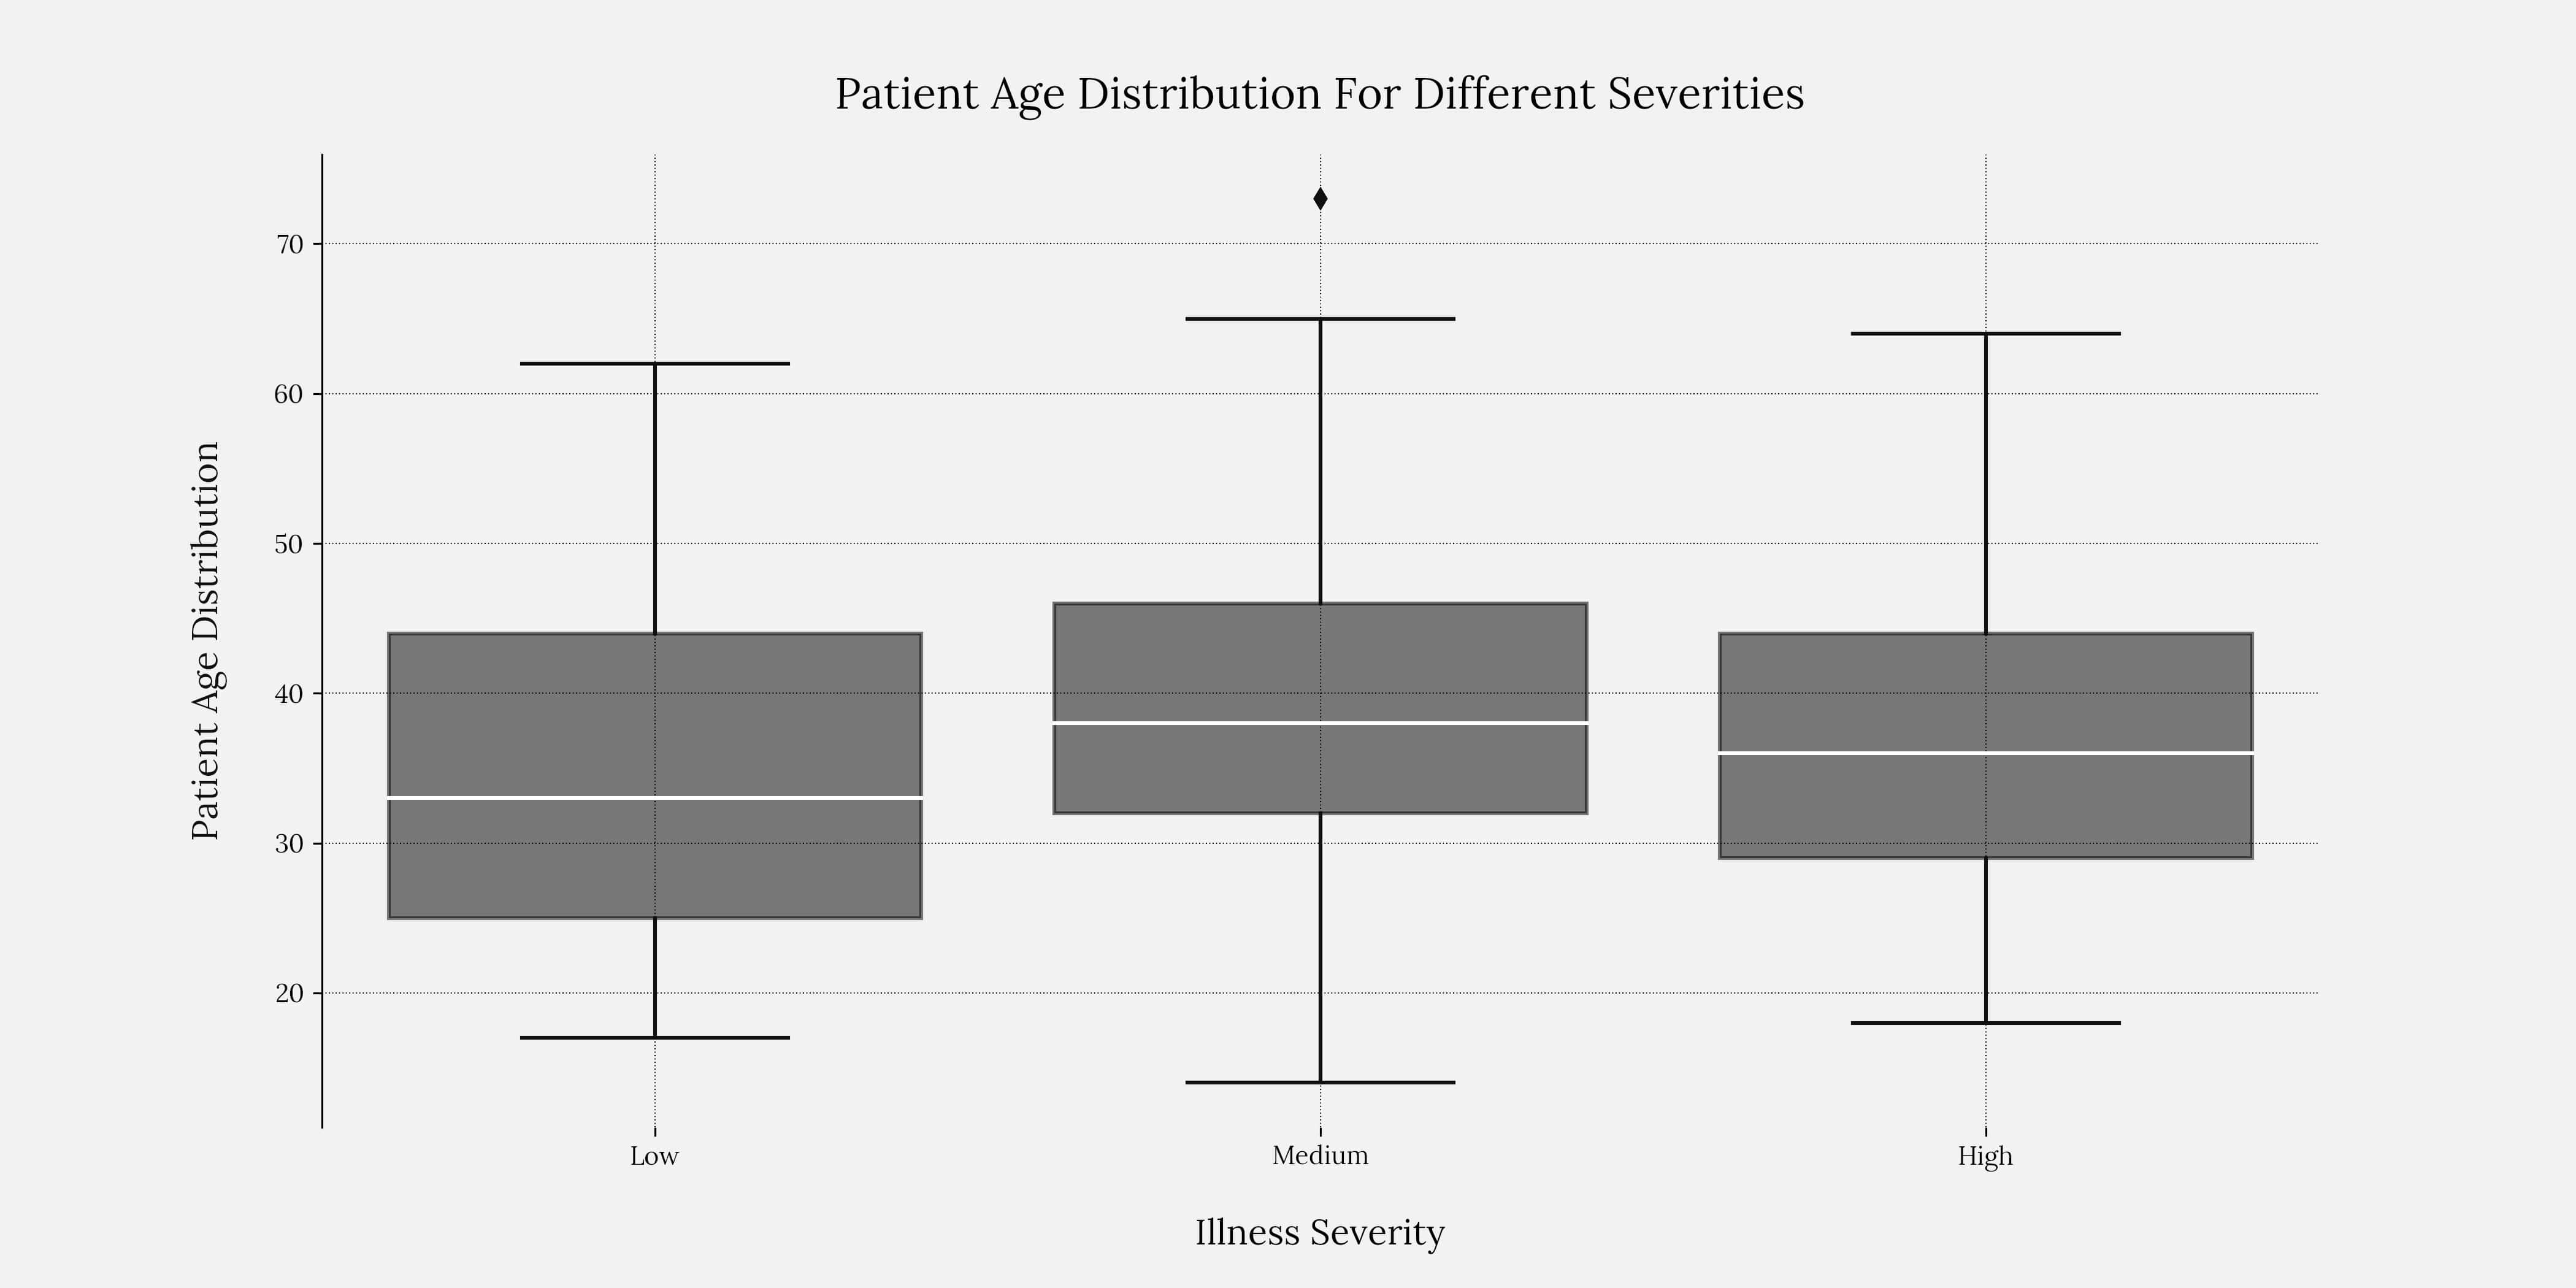 Patient Age Distribution For Different Severities
Patient Age Distribution
70
60
50
40
30
20
Low
Medium
High
Illness Severity